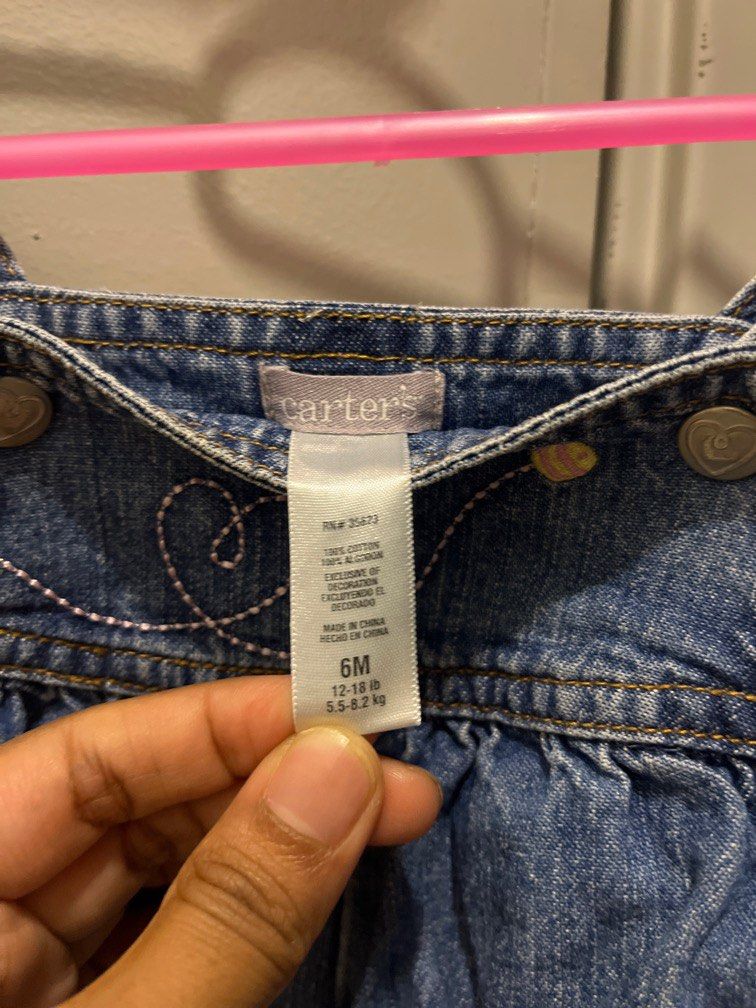 carter's
RN# 35623
100% COTTON
100% ALGODON
EXCLUSIVE OF
DECORATION
EXCLUYENDO EL
DECORADO
MADE IN CHINA
HECHO EN CHINA
6M
12-18 lb
5.5-8.2 kg